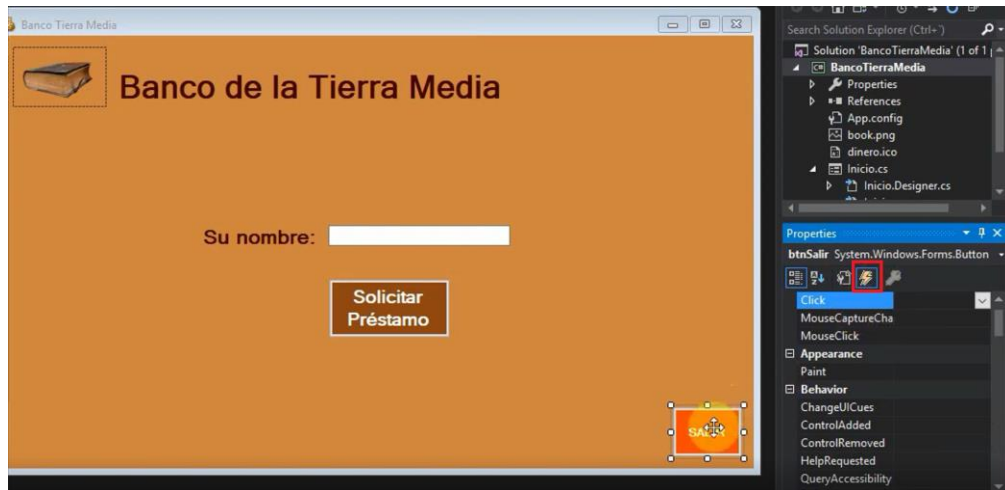 Banco Tierra Media
Banco de la Tierra Media
Su nombre:
Solicitar
Préstamo
SALIR
Search Solution Explorer (Ctrl+´)
Solution 'BancoTierraMedia' (1 of 1
BancoTierraMedia
Properties
References
App.config
book.png
dinero.ico
Inicio.cs
Inicio.Designer.cs
Properties
btnSalir System.Windows.Forms.Button
Click
MouseCaptureCha
MouseClick
Appearance
Paint
Behavior
ChangeUICues
ControlAdded
ControlRemoved
HelpRequested
QueryAccessibility